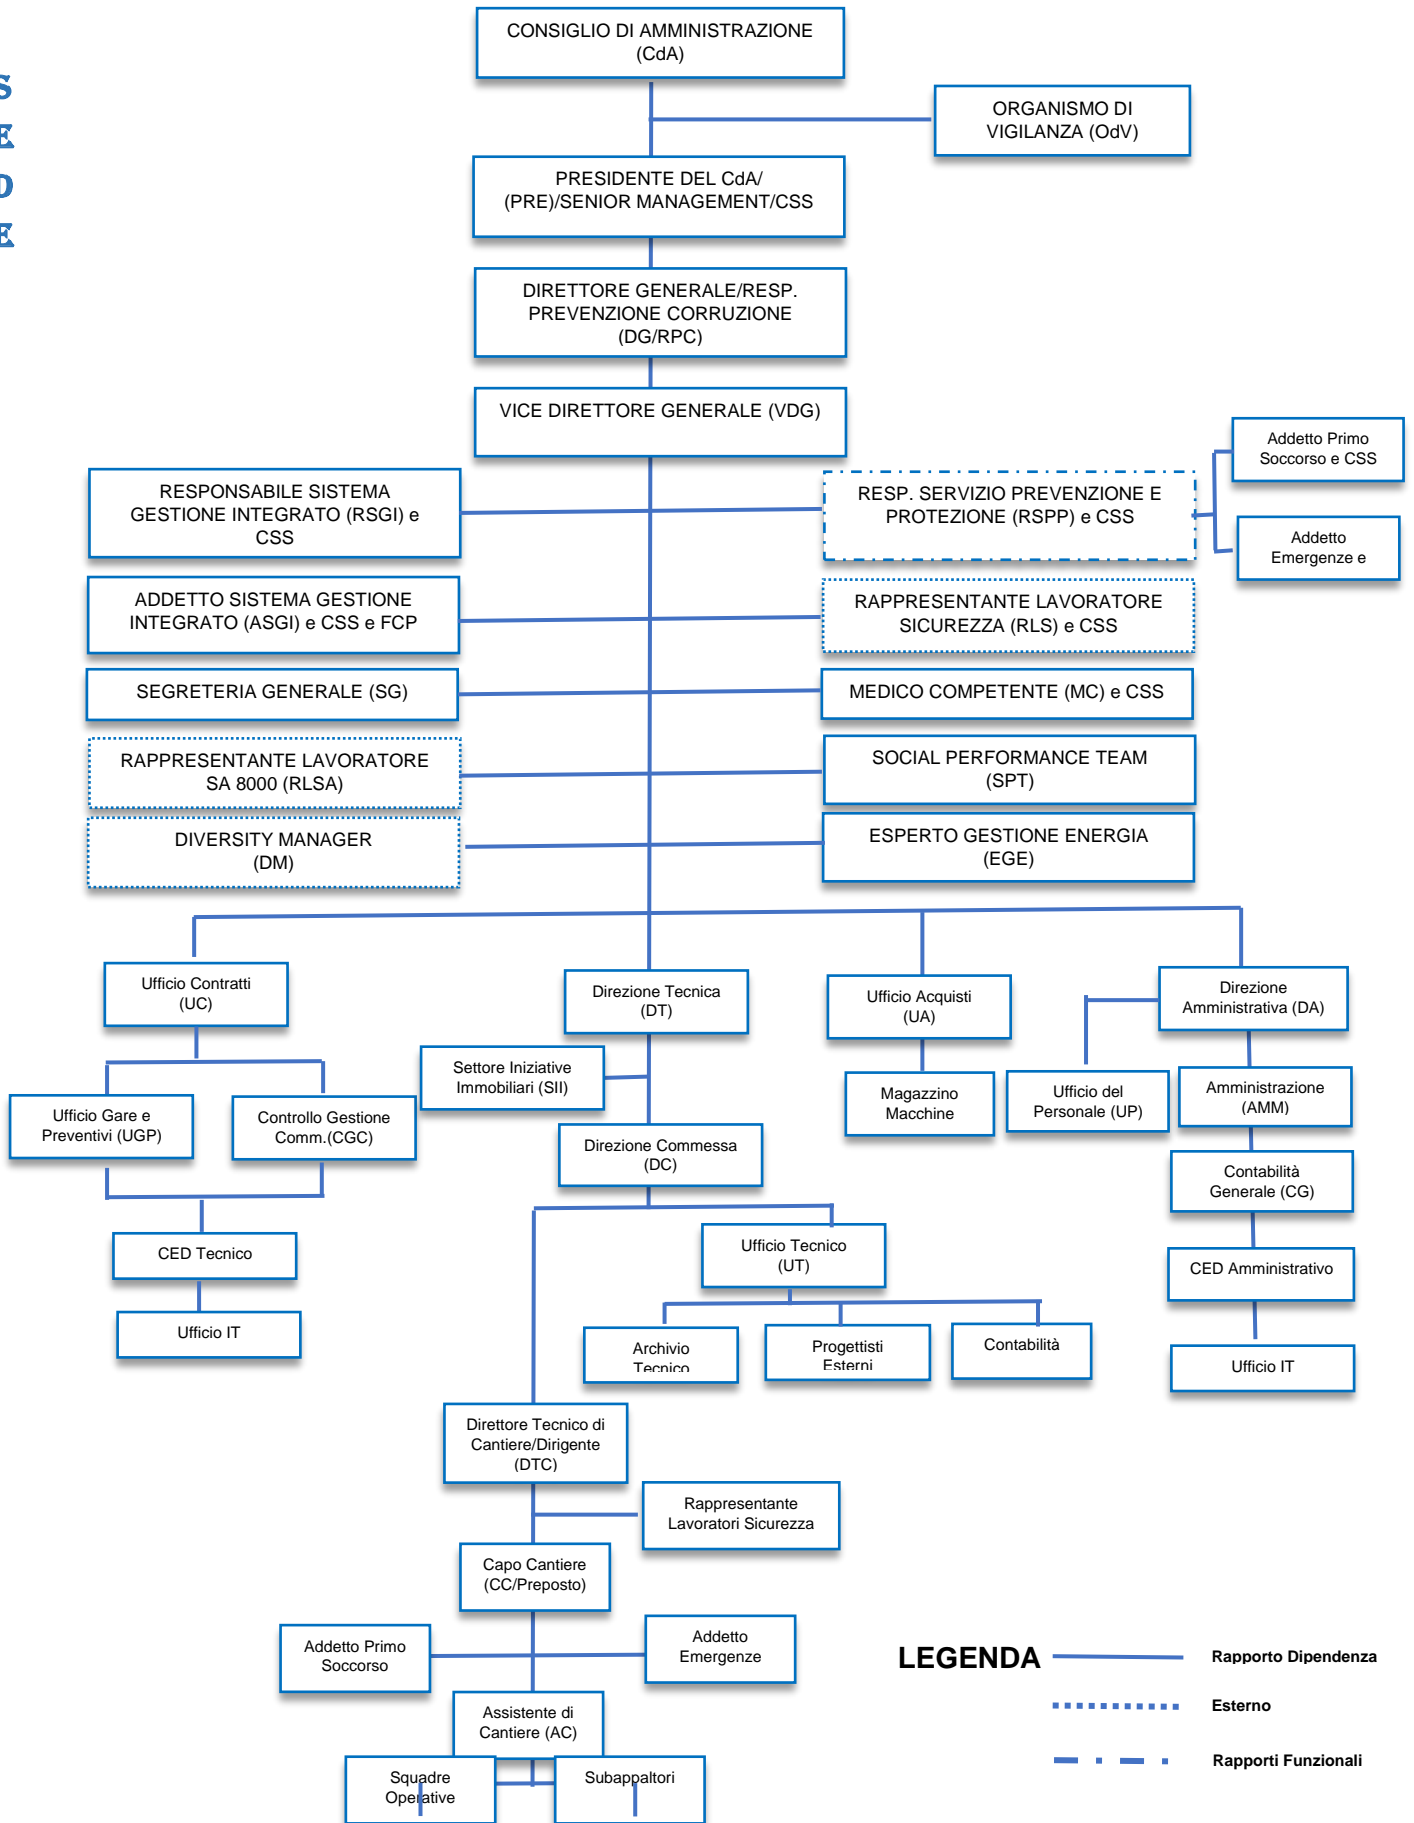 S
E
D
E
CONSIGLIO DI AMMINISTRAZIONE
(CdA)
ORGANISMO DI
VIGILANZA (OdV)
PRESIDENTE DEL CdA/
(PRE)/SENIOR MANAGEMENT/CSS
DIRETTORE GENERALE/RESP.
PREVENZIONE CORRUZIONE
(DG/RPC)
VICE DIRETTORE GENERALE (VDG)
Addetto Primo
Soccorso e CSS
RESPONSABILE SISTEMA
GESTIONE INTEGRATO (RSGI) e
CSS
RESP. SERVIZIO PREVENZIONE E
PROTEZIONE (RSPP) e CSS
Addetto
Emergenze e
ADDETTO SISTEMA GESTIONE
INTEGRATO (ASGI) e CSS e FCP
RAPPRESENTANTE LAVORATORE
SICUREZZA (RLS) e CSS
SEGRETERIA GENERALE (SG)
MEDICO COMPETENTE (MC) e CSS
RAPPRESENTANTE LAVORATORE
SA 8000 (RLSA)
SOCIAL PERFORMANCE TEAM
(SPT)
DIVERSITY MANAGER
(DM)
ESPERTO GESTIONE ENERGIA
(EGE)
Ufficio Contratti
(UC)
Direzione Tecnica
(DT)
Ufficio Acquisti
(UA)
Direzione
Amministrativa (DA)
Settore Iniziative
Immobiliari (SII)
Magazzino
Macchine
Ufficio del
Personale (UP)
Amministrazione
(AMM)
Ufficio Gare e
Preventivi (UGP)
Controllo Gestione
Comm.(CGC)
Direzione Commessa
(DC)
Contabilità
Generale (CG)
CED Tecnico
Ufficio Tecnico
(UT)
CED Amministrativo
Ufficio IT
Archivio
Tecnico
Progettisti
Esterni
Contabilità
Ufficio IT
Direttore Tecnico di
Cantiere/Dirigente
(DTC)
Rappresentante
Lavoratori Sicurezza
Capo Cantiere
(CC/Preposto)
Addetto Primo
Soccorso
Addetto
Emergenze
Assistente di
Cantiere (AC)
Squadre
Operative
Subappaltori
LEGENDA
Rapporto Dipendenza
Esterno
Rapporti Funzionali